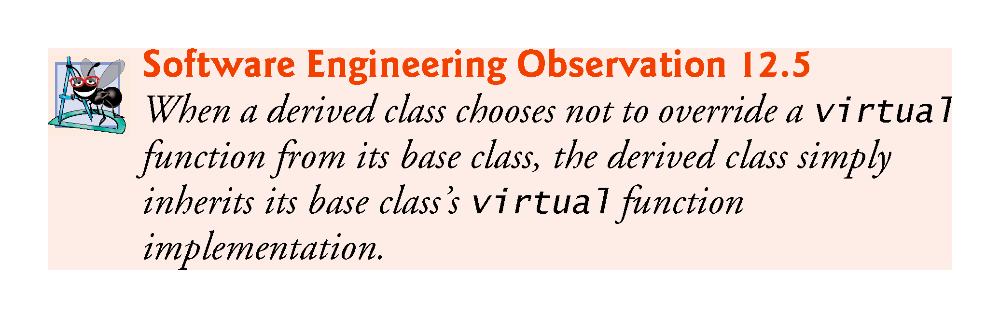 Software Engineering Observation 12.5
When a derived class chooses not to override a virtual
function from its base class, the derived class simply
inherits its base class’s virtual function
implementation.